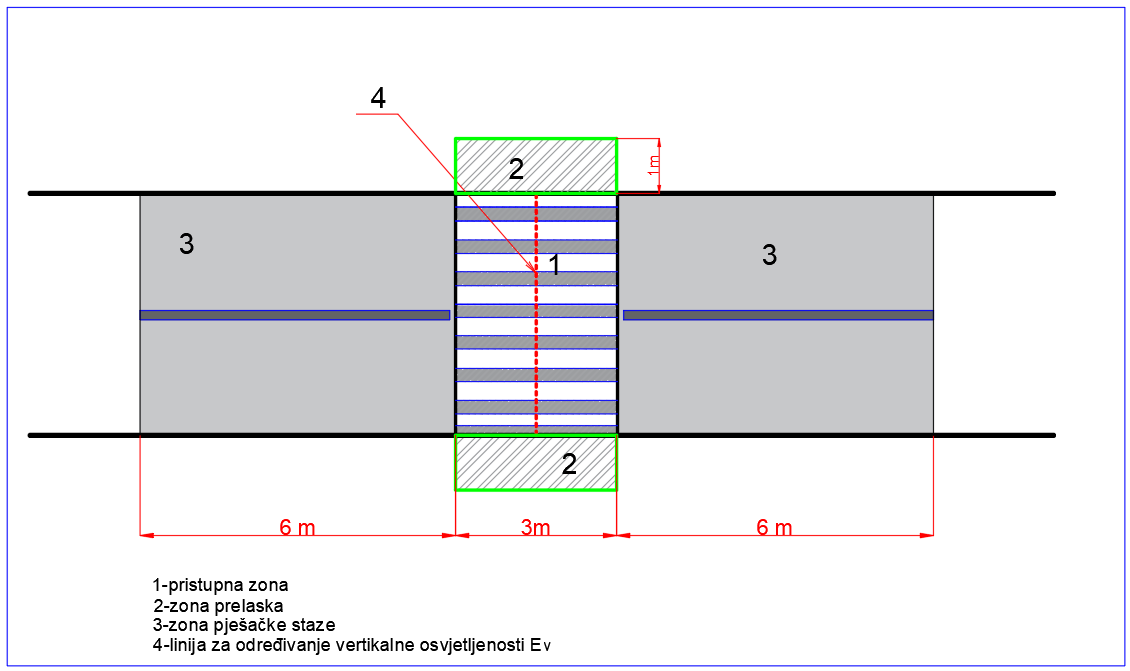 4
2
1m
3
1
3
2
6 m
3m
6 m
1-pristupna zona
2-zona prelaska
3-zona pješačke staze
4-linija za određivanje vertikalne osvjetljenosti Ev